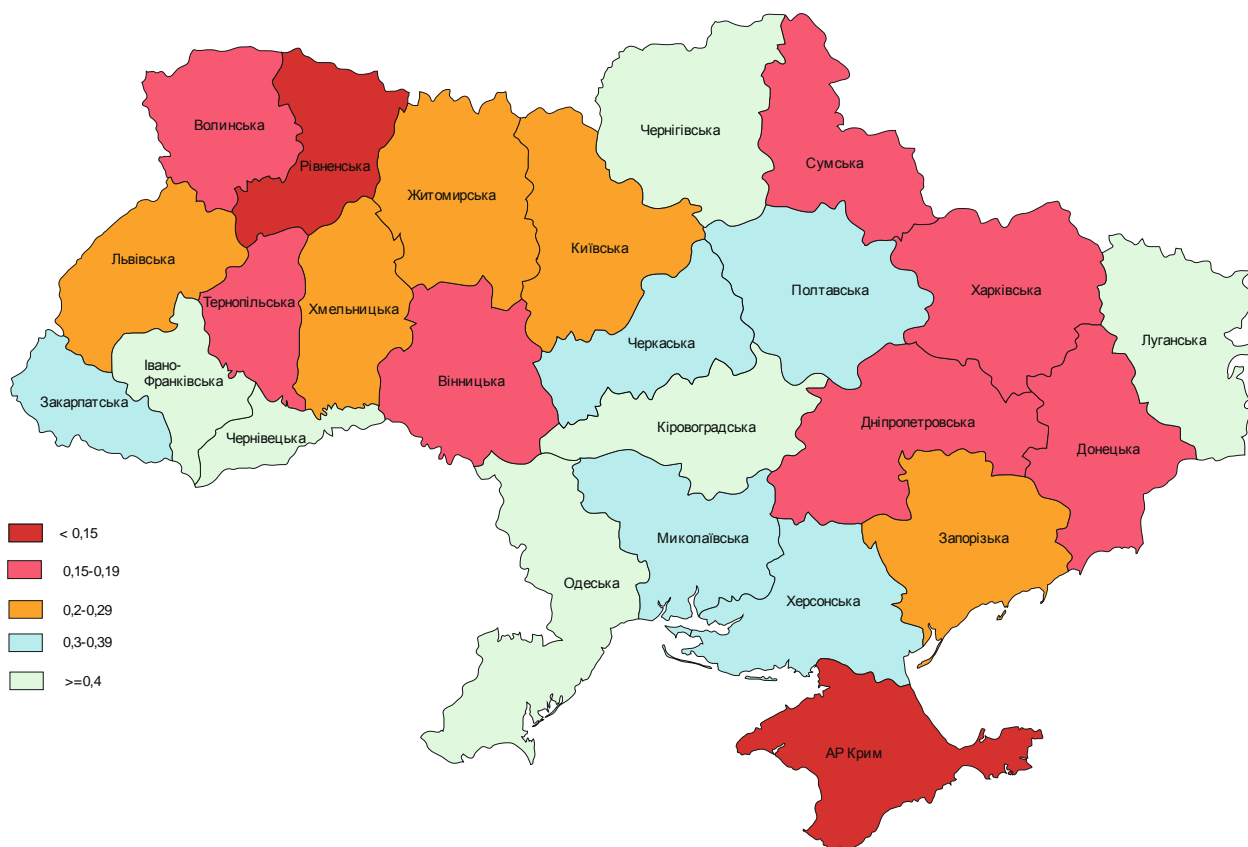 Волинська
Рівненська
Чернігівська
Сумська
Житомирська
Київська
Львівська
Тернопільська
Хмельницька
Полтавська
Харківська
Черкаська
Луганська
Івано-
Франківська
Закарпатська
Чернівецька
Вінницька
Кіровоградська
Дніпропетровська
Донецька
Миколаївська
Запорізька
Одеська
Херсонська
АР Крим
< 0,15
0,15-0,19
0,2-0,29
0,3-0,39
>=0,4